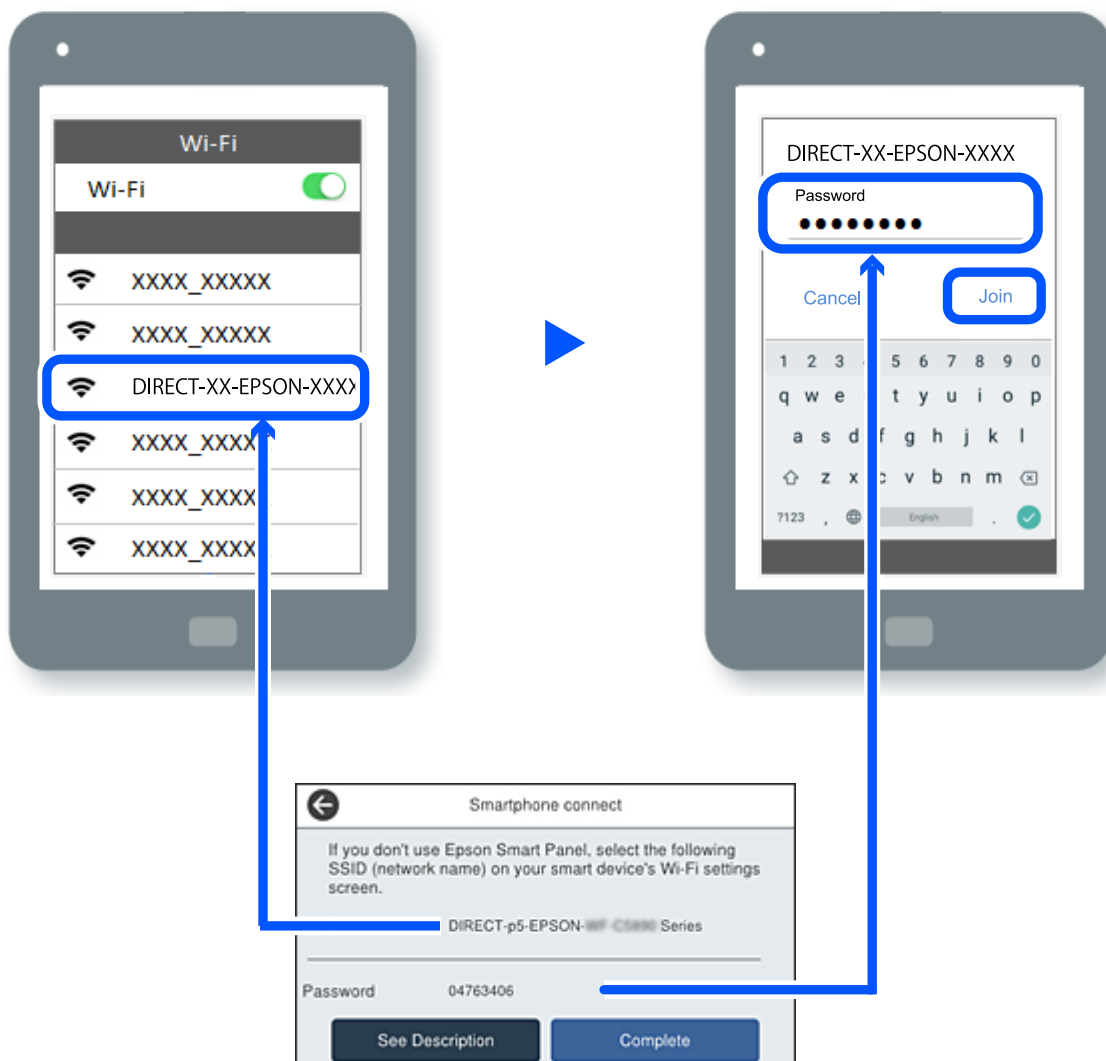 Wi-Fi
Wi-Fi
XXXX_XXXXX
XXXX_XXXXX
DIRECT-XX-EPSON-XXXX
XXXX_XXXX
XXXX_XXXX
XXXX_XXXX
DIRECT-XX-EPSON-XXXX
Password
Cancel Join
1 2 3 5 6 7 8 9 0
q w e t y u i o p
a s d f g h j k l
z x c v b n m
?123 , English .
Smartphone connect
If you don't use Epson Smart Panel, select the following
SSID (network name) on your smart device's Wi-Fi settings
screen.
DIRECT-p5-EPSON- Series
Password 04763406
See Description Complete